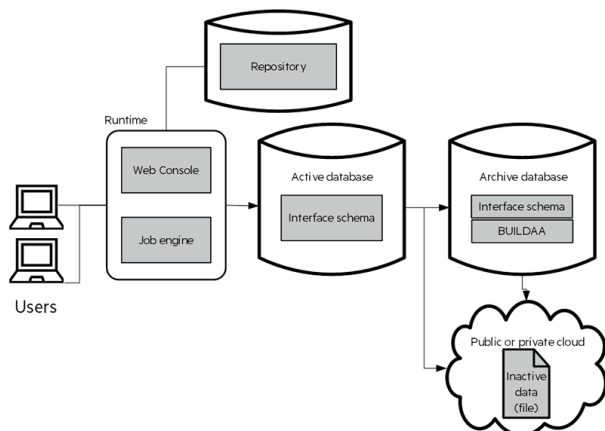 Repository
Runtime
Web Console
Job engine
Users
Active database
Interface schema
Archive database
Interface schema
BUILDAA
Public or private cloud
Inactive
data
(file)